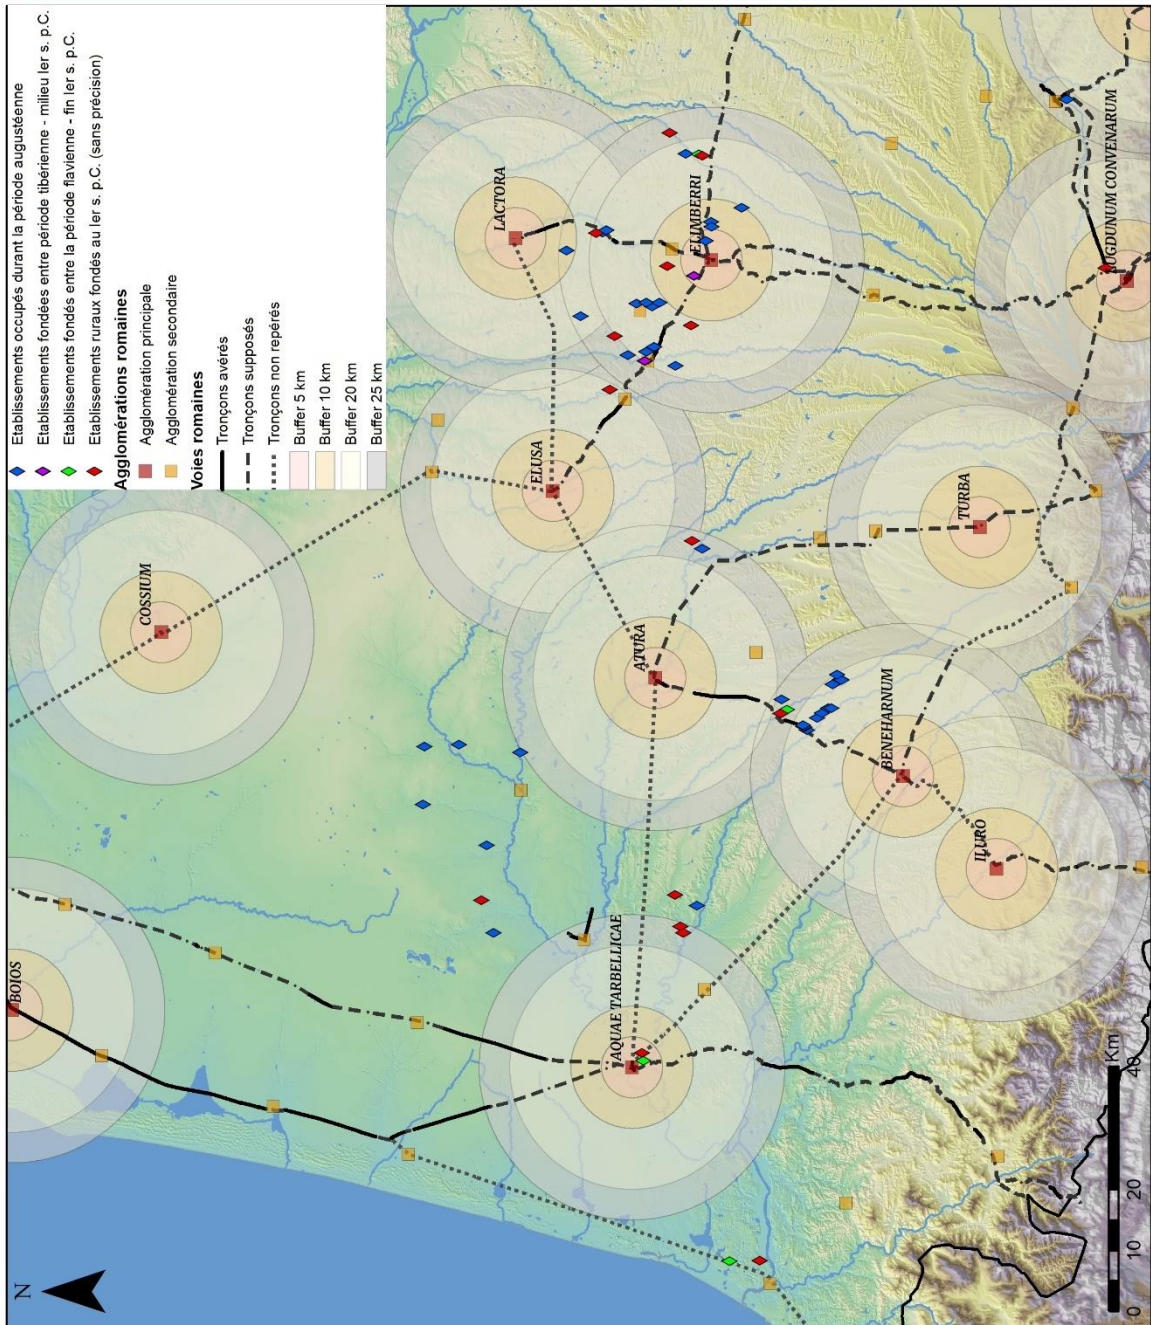 Etablissements occupés durant la période augustéenne
Etablissements fondées entre période tibérienne - milieu Ier s. p.C.
Etablissements fondés entre la période flavienne - fin Ier s. p.C.
Etablissements ruraux fondés au Ier s. p.C. (sans précision)
Agglomérations romaines
Agglomération principale
Agglomération secondaire
Voies romaines
Tronçons avérés
Tronçons supposés
Tronçons non repérés
Buffer 5 km
Buffer 10 km
Buffer 20 km
Buffer 25 km
N
BOIOS
COSSIUM
LACTORA
ELUSA
ELIMBERRI
ATURA
AQUAE TARBELLICAE
BENEHARNUM
TURBA
ILURO
LUGDUNUM CONVENARUM
0 10 20 40
Km